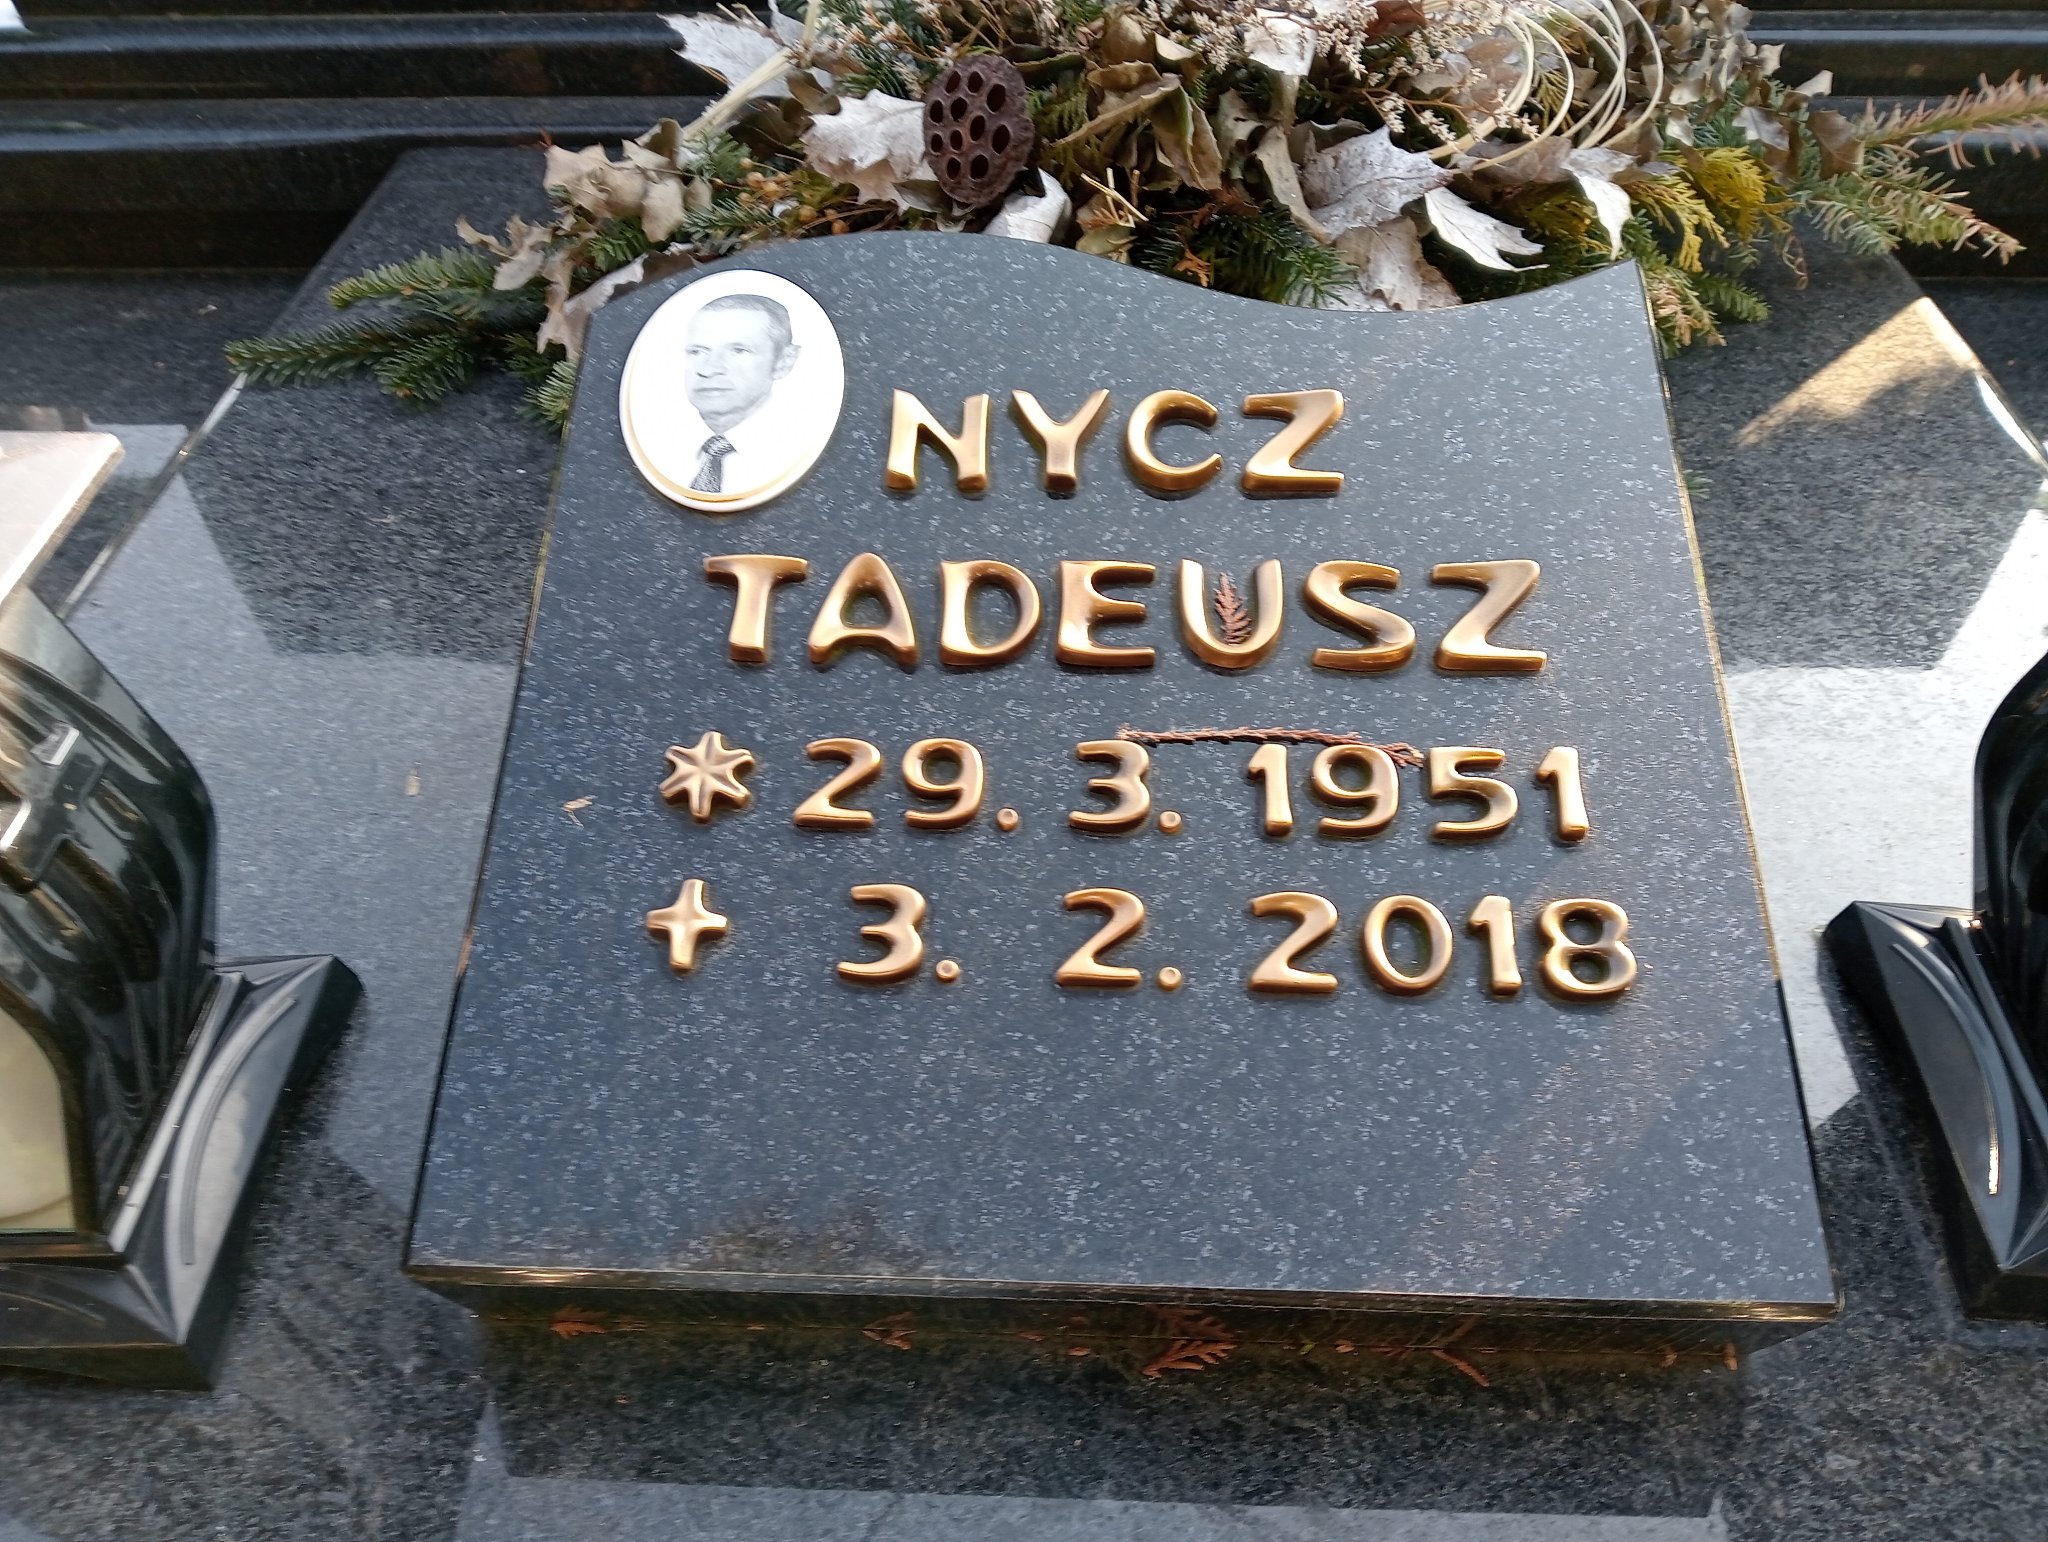 NYCZ
TADEUSZ
* 29. 3. 1951
† 3. 2. 2018